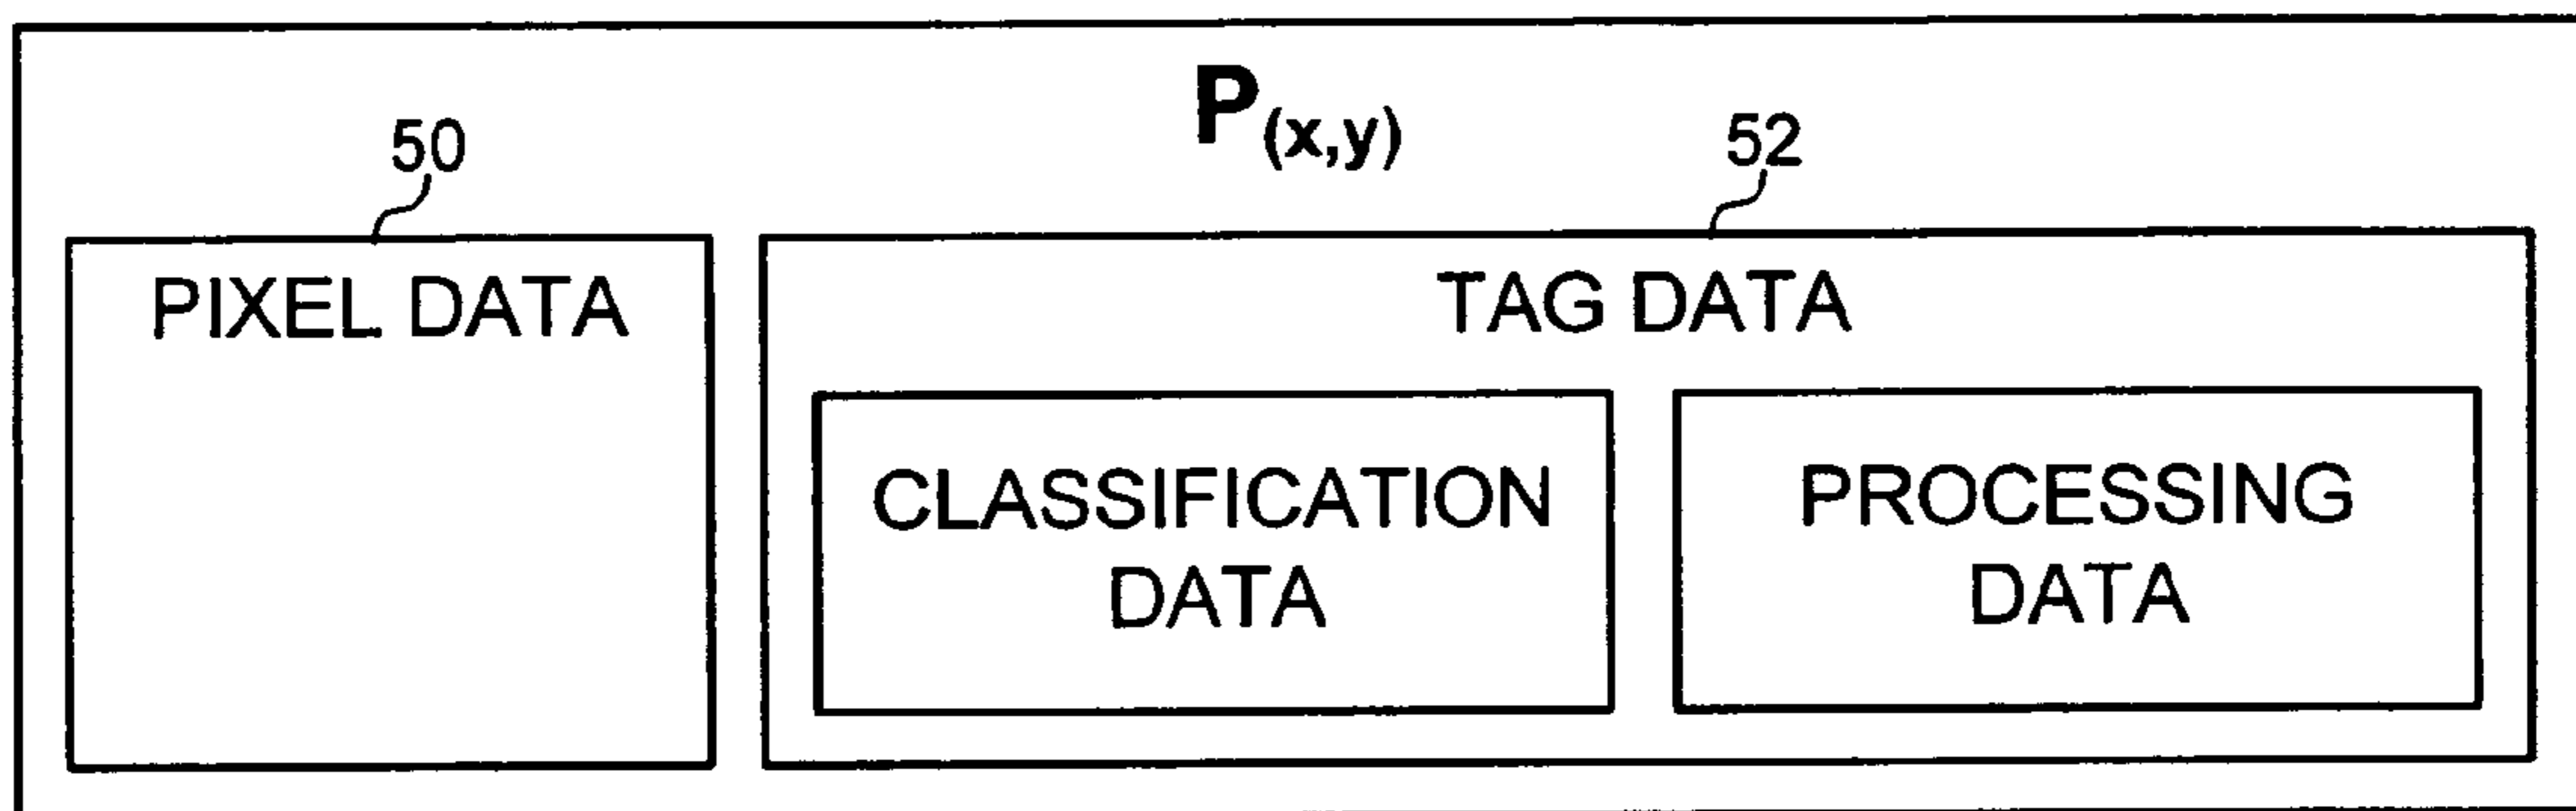 P(x,y)
50
52
PIXEL DATA
TAG DATA
CLASSIFICATION
DATA
PROCESSING
DATA